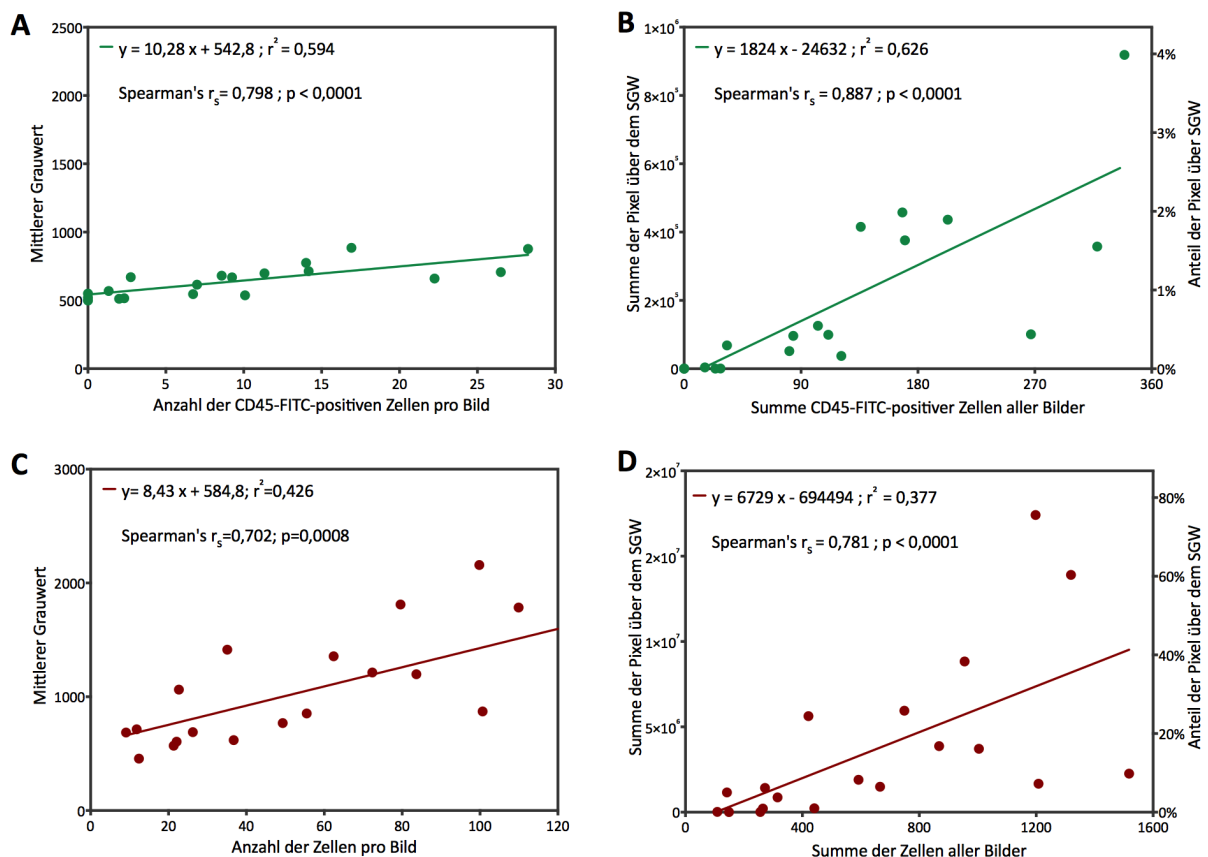 A
y = 10,28 x + 542,8 ; r² = 0,594
Spearman's rₛ= 0,798 ; p < 0,0001
2500
2000
1500
1000
500
0
Mittlerer Grauwert
0 5 10 15 20 25 30
Anzahl der CD45-FITC-positiven Zellen pro Bild
B
y = 1824 x - 24632 ; r² = 0,626
Spearman's rₛ = 0,887 ; p < 0,0001
1×10⁶
8×10⁵
6×10⁵
4×10⁵
2×10⁵
0
Summe der Pixel über dem SGW
4%
3%
2%
1%
0%
Anteil der Pixel über SGW
0 90 180 270 360
Summe CD45-FITC-positiver Zellen aller Bilder
C
y= 8,43 x + 584,8; r²=0,426
Spearman's rₛ=0,702; p=0,0008
3000
2000
1000
0
Mittlerer Grauwert
0 20 40 60 80 100 120
Anzahl der Zellen pro Bild
D
y = 6729 x - 694494 ; r² = 0,377
Spearman's rₛ = 0,781 ; p < 0,0001
2×10⁷
2×10⁷
1×10⁷
5×10⁶
0
Summe der Pixel über dem SGW
80%
60%
40%
20%
0%
Anteil der Pixel über dem SGW
0 400 800 1200 1600
Summe der Zellen aller Bilder